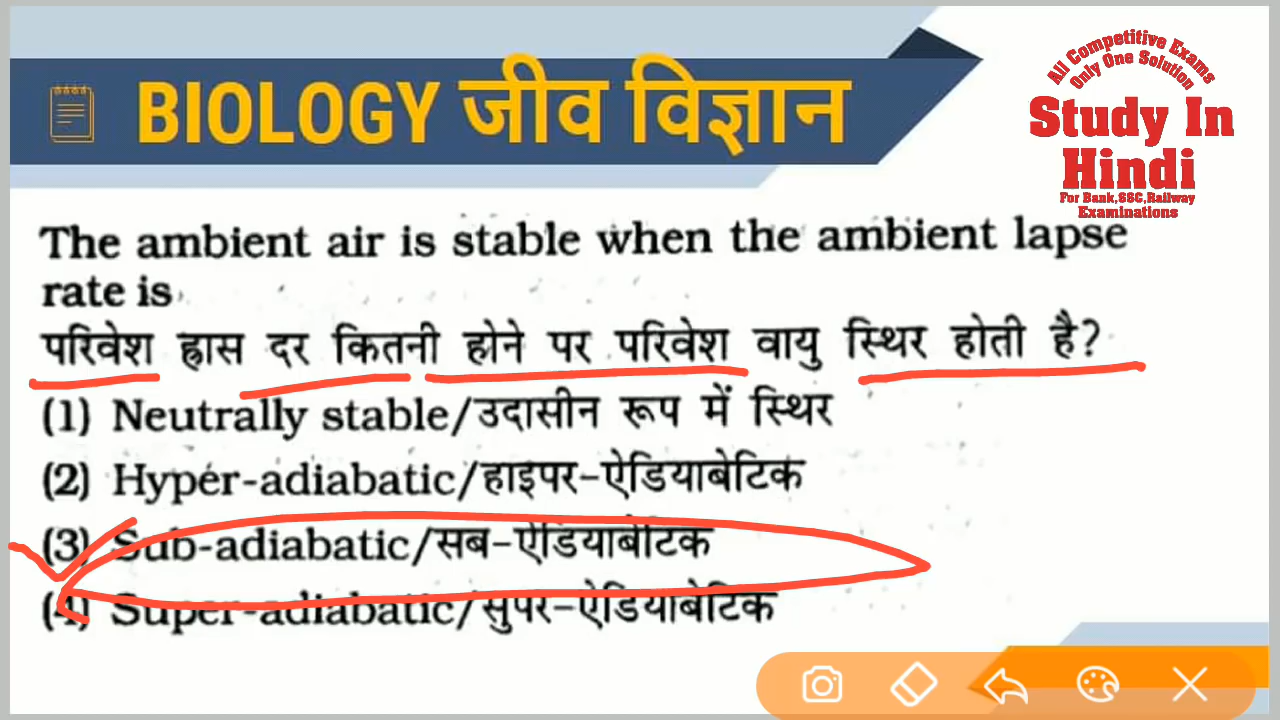 BIOLOGY जीव विज्ञान
All Competitive Exams
Only One Solution
Study In
Hindi
For Bank,SSC,Railway
Examinations
The ambient air is stable when the ambient lapse
rate is
परिवेश ह्रास दर कितनी होने पर परिवेश वायु स्थिर होती है?
(1) Neutrally stable/उदासीन रूप में स्थिर
(2) Hyper-adiabatic/हाइपर-ऐडियाबेटिक
(3) Sub-adiabatic/सब-ऐडियाबेटिक
(4) Super-adiabatic/सुपर-ऐडियाबेटिक